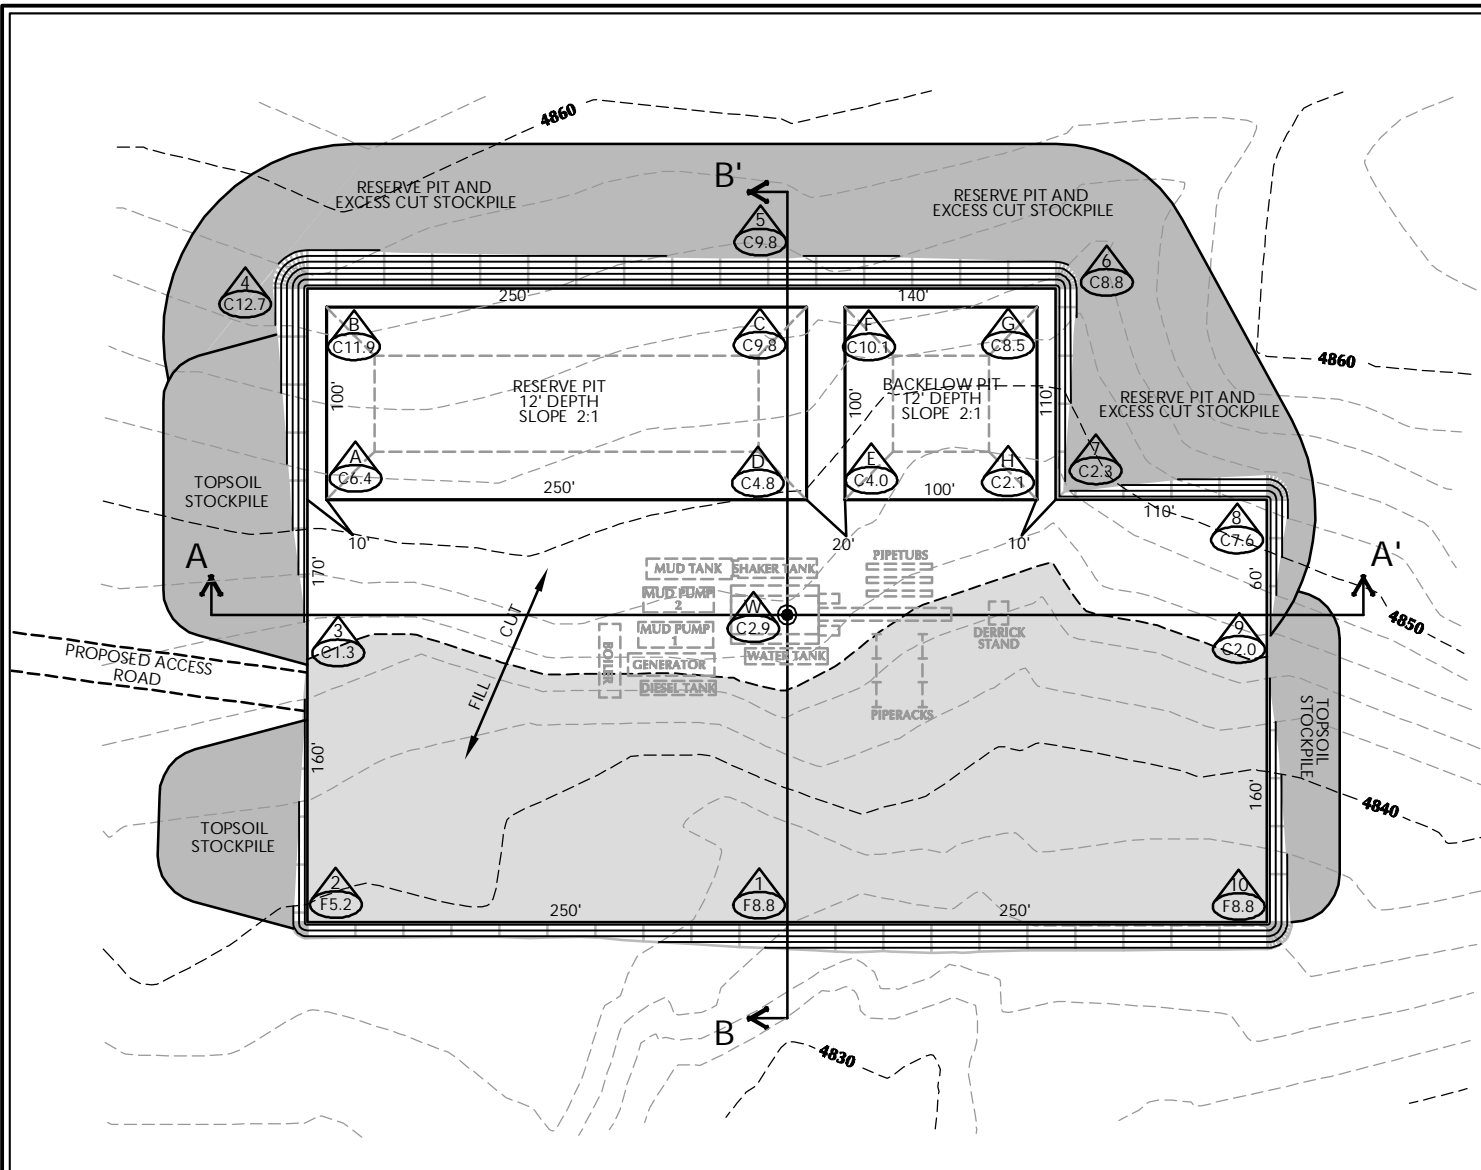 4860
B'
RESERVE PIT AND
EXCESS CUT STOCKPILE
RESERVE PIT AND
EXCESS CUT STOCKPILE
5
C9.8
4
C12.7
6
C8.8
250'
140'
B
C11.9
C
C9.8
F
C10.1
G
C8.5
4860
100'
RESERVE PIT
12' DEPTH
SLOPE 2:1
100'
BACKFLOW PIT
12' DEPTH
SLOPE 2:1
110'
RESERVE PIT AND
EXCESS CUT STOCKPILE
A
C6.4
D
C4.8
E
C4.0
H
C2.1
7
C2.3
TOPSOIL
STOCKPILE
250'
100'
110'
8
C7.6
10'
20'
10'
A
A'
170'
CUT
MUD TANK
SHAKER TANK
PIPETUBS
60'
MUD PUMP
2
W
C2.9
4850
3
C1.3
MUD PUMP
1
DERRICK
STAND
9
C2.0
PROPOSED ACCESS
ROAD
BOILER
GENERATOR
WATER TANK
FILL
DIESEL TANK
PIPERACKS
TOPSOIL
STOCKPILE
160'
160'
4840
TOPSOIL
STOCKPILE
2
F5.2
1
F8.8
10
F8.8
250'
250'
B
4830